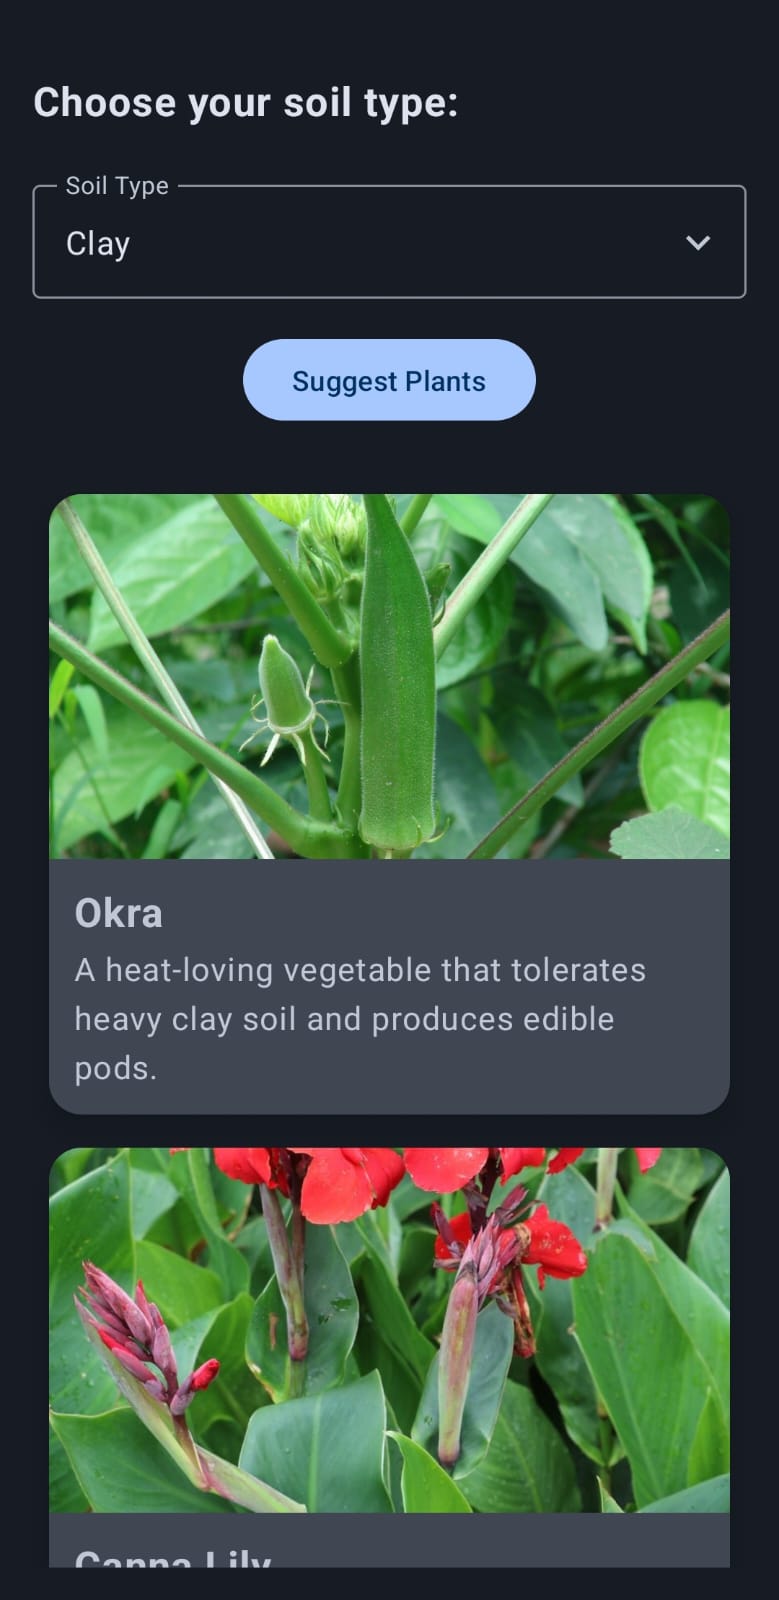 Choose your soil type:
Soil Type
Clay
Suggest Plants
Okra
A heat-loving vegetable that tolerates
heavy clay soil and produces edible
pods.
Canna Lily